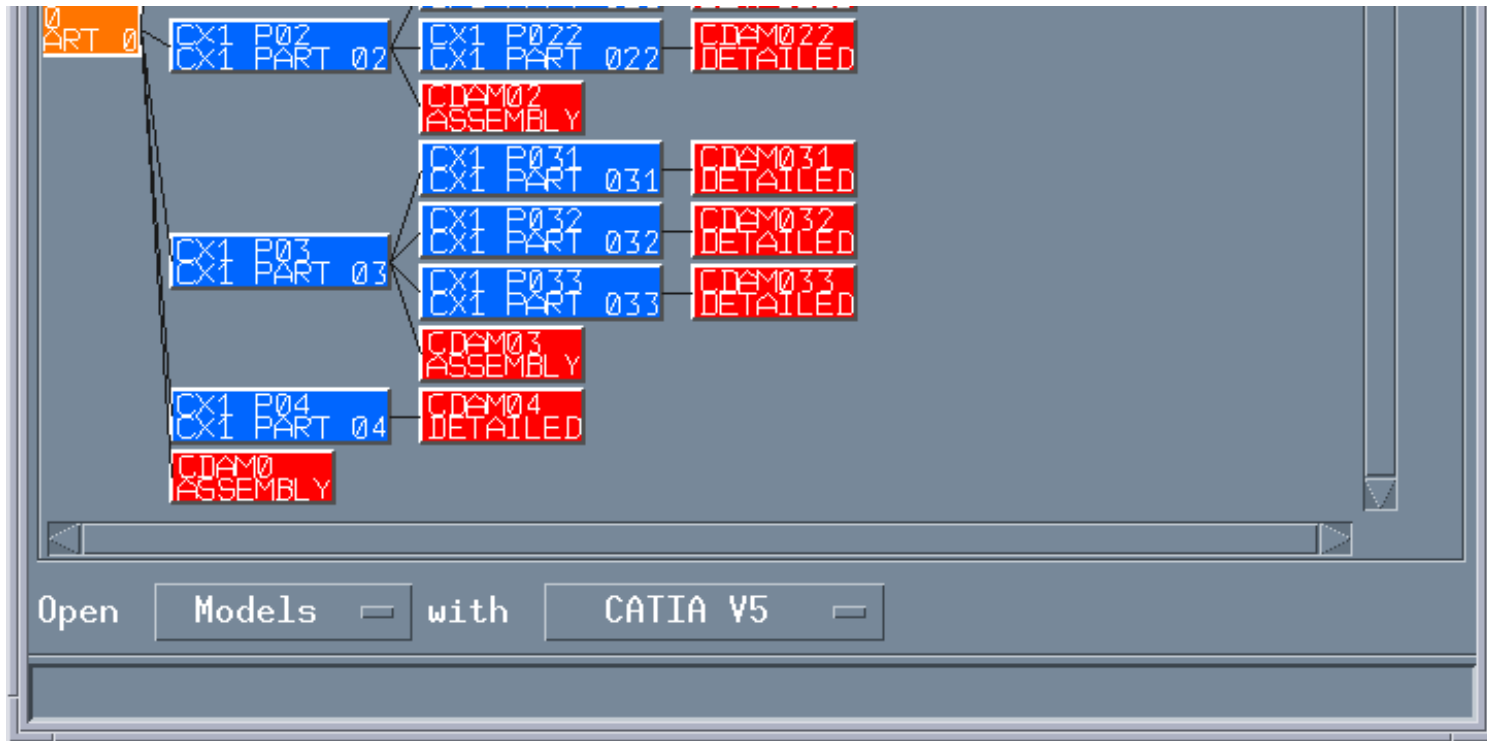 0
ART 0
CX1 P02
CX1 PART 02
CX1 P022
CX1 PART 022
CDAM022
DETAILED
CDAM02
ASSEMBLY
CX1 P031
CX1 PART 031
CDAM031
DETAILED
CX1 P032
CX1 PART 032
CDAM032
DETAILED
CX1 P03
CX1 PART 03
CX1 P033
CX1 PART 033
CDAM033
DETAILED
CDAM03
ASSEMBLY
CX1 P04
CX1 PART 04
CDAM04
DETAILED
CDAM0
ASSEMBLY
Open Models with CATIA V5